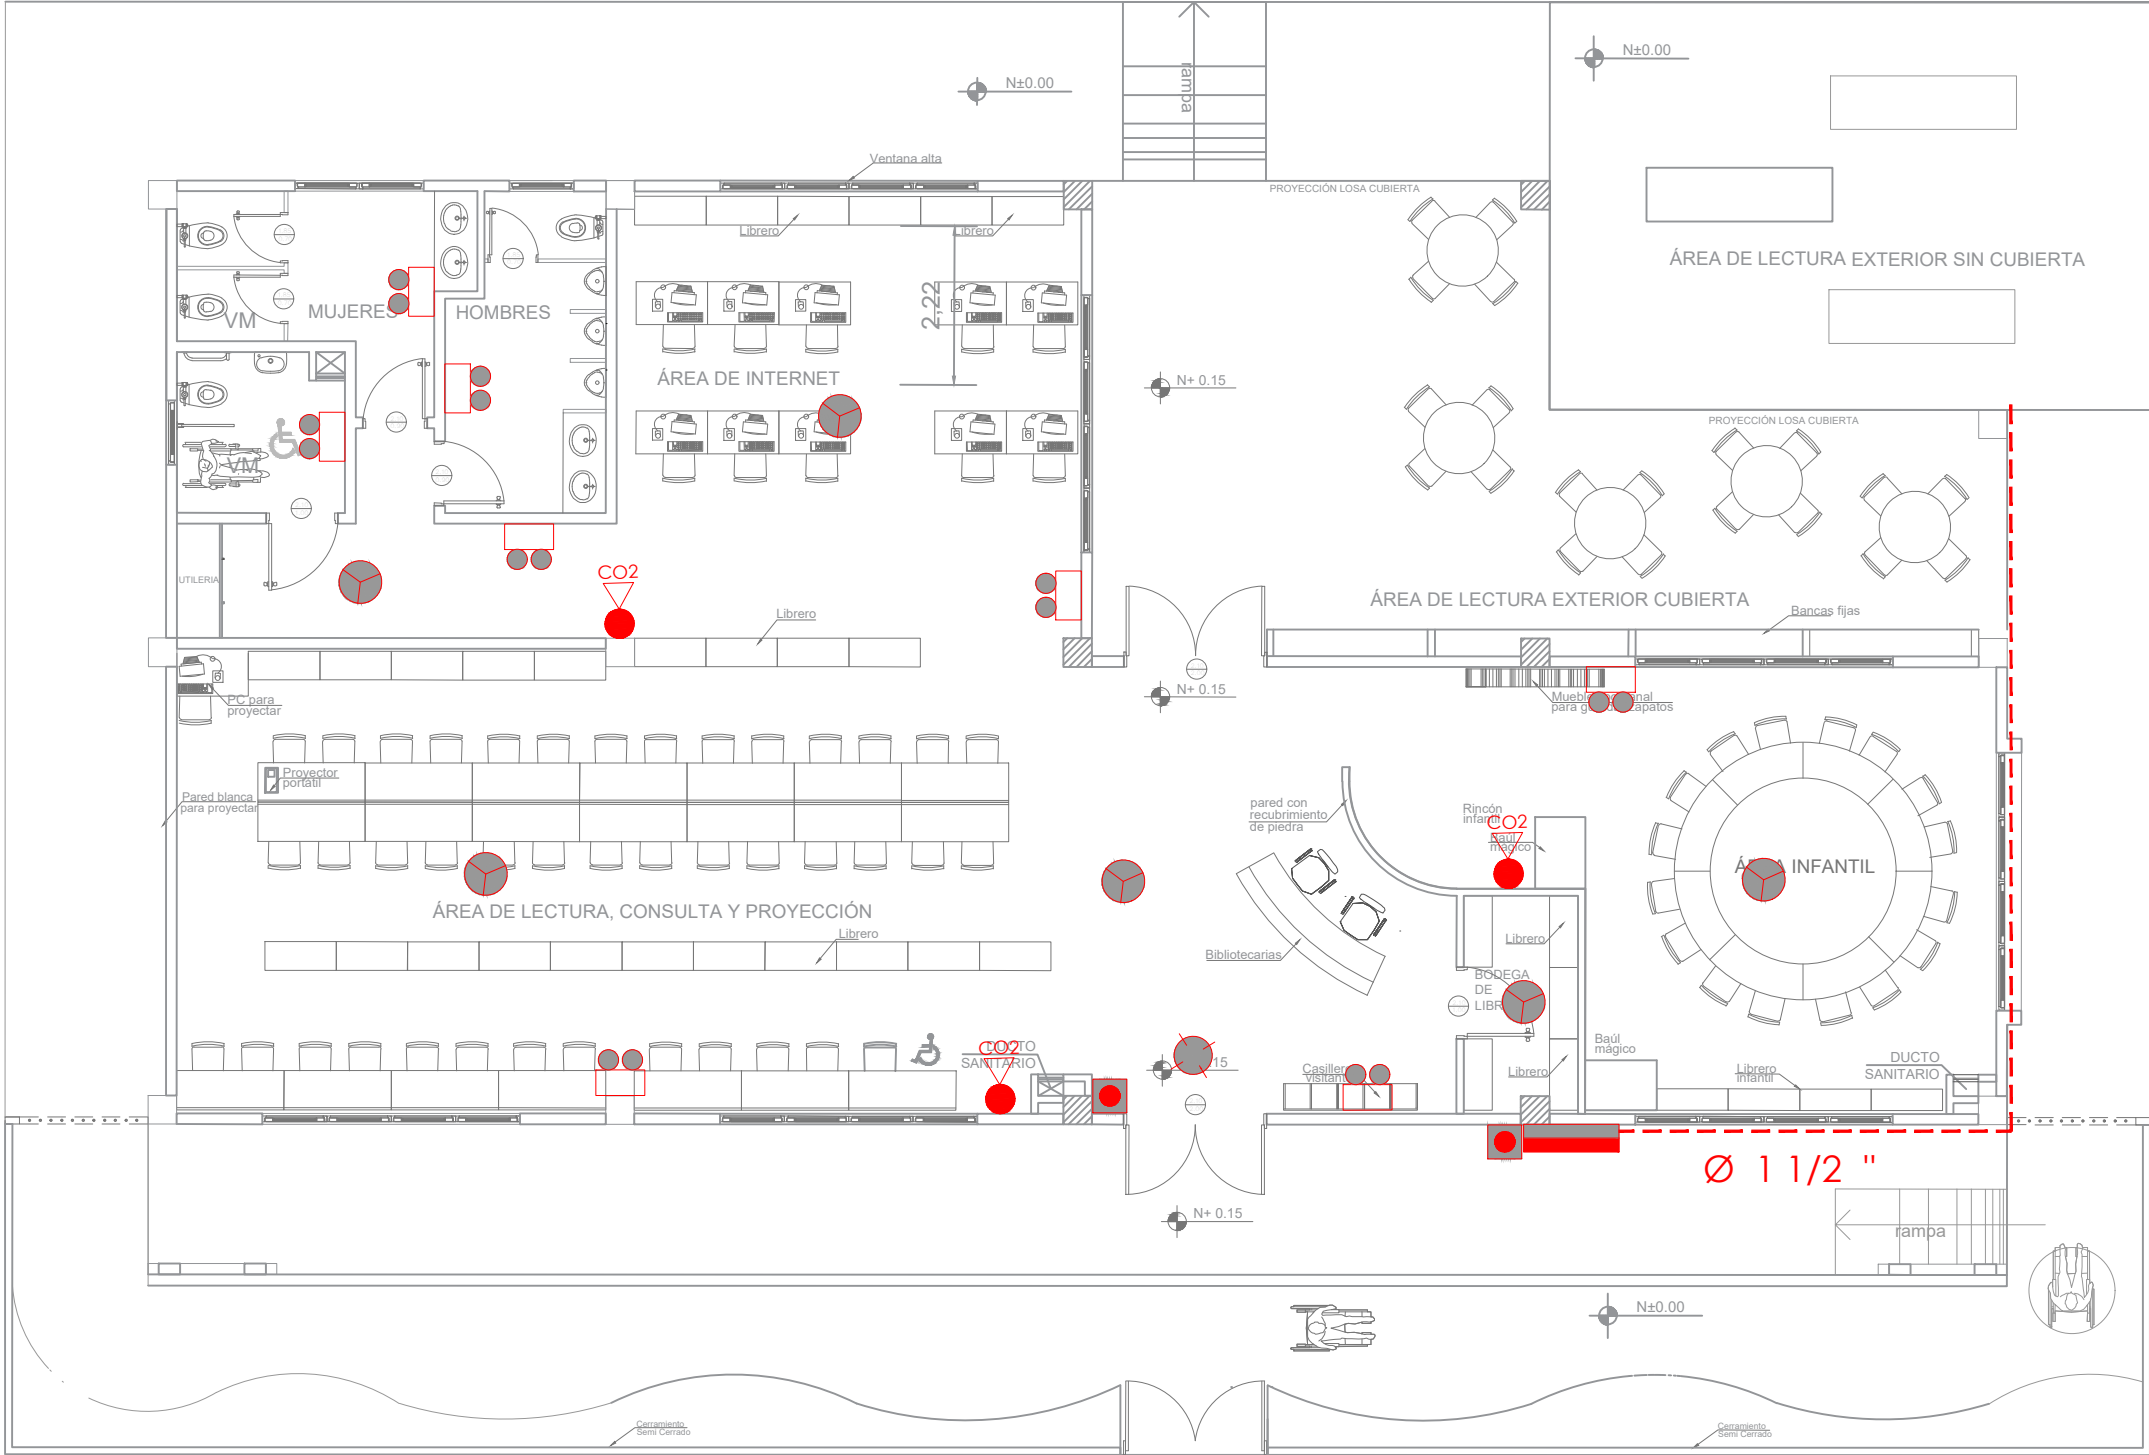 N±0.00
N±0.00
rampa
Ventana alta
PROYECCIÓN LOSA CUBIERTA
Librero
Librero
ÁREA DE LECTURA EXTERIOR SIN CUBIERTA
2,22
MUJERES
HOMBRES
VM
ÁREA DE INTERNET
N+ 0.15
PROYECCIÓN LOSA CUBIERTA
VM
UTILERIA
CO2
ÁREA DE LECTURA EXTERIOR CUBIERTA
Bancas fijas
Librero
N+ 0.15
PC para
proyectar
Mueble
para
Proyector
portátil
Pared blanca
para proyectar
pared con
recubrimiento
de piedra
Rincón
infantil
CO2
Baúl
mágico
INFANTIL
ÁREA DE LECTURA, CONSULTA Y PROYECCIÓN
Librero
Librero
Bibliotecarias
BODEGA
DE
Baúl
mágico
CO2
DUCTO
SANITARIO
15
Librero
Librero
infantil
DUCTO
SANITARIO
Ø 1 1/2 "
N+ 0.15
rampa
N±0.00
Cerramiento
Semi Cerrado
Cerramiento
Semi Cerrado